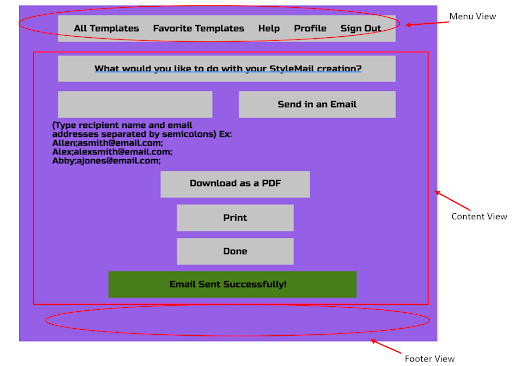 Menu View
All Templates Favorite Templates Help Profile Sign Out
What would you like to do with your StyleMail creation?
Send in an Email
(Type recipient name and email
addresses separated by semicolons) Ex:
Allen;asmith@email.com;
Alex;alexsmith@email.com;
Abby;ajones@email.com;
Download as a PDF
Print
Content View
Done
Email Sent Successfully!
Footer View